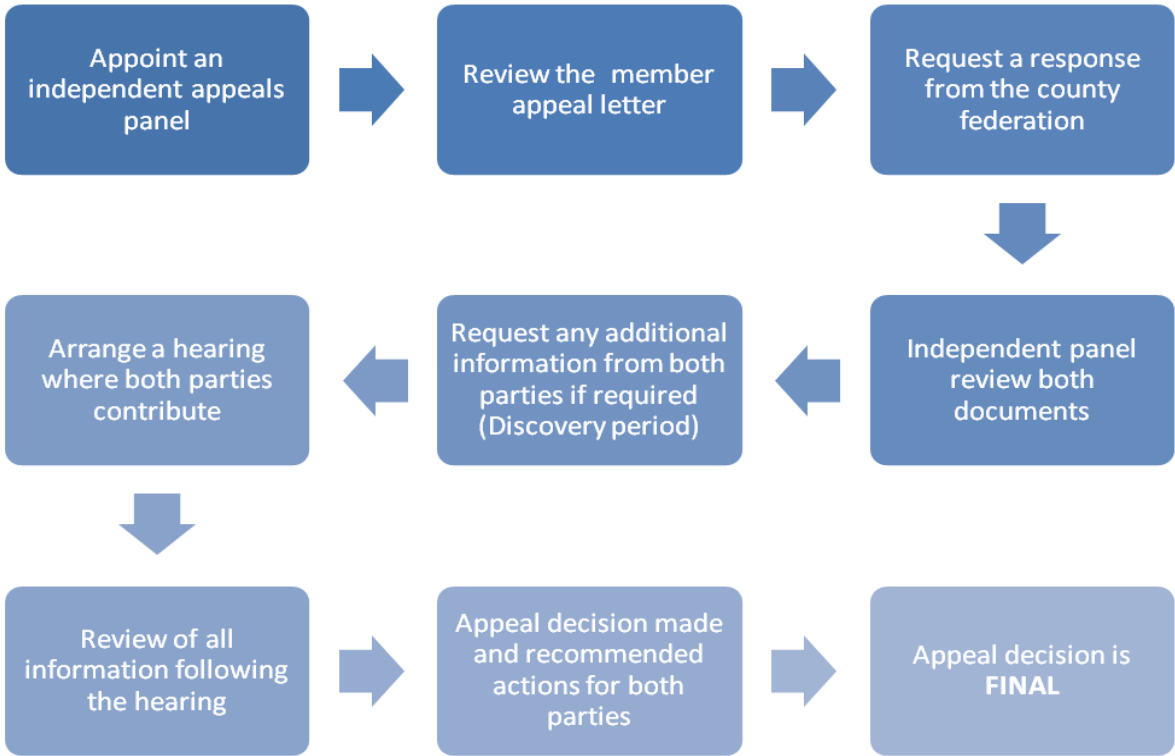 Appoint an
independent appeals
panel
Review the member
appeal letter
Request a response
from the county
federation
Independent panel
review both
documents
Request any additional
information from both
parties if required
(Discovery period)
Arrange a hearing
where both parties
contribute
Review of all
information following
the hearing
Appeal decision made
and recommended
actions for both
parties
Appeal decision is
FINAL